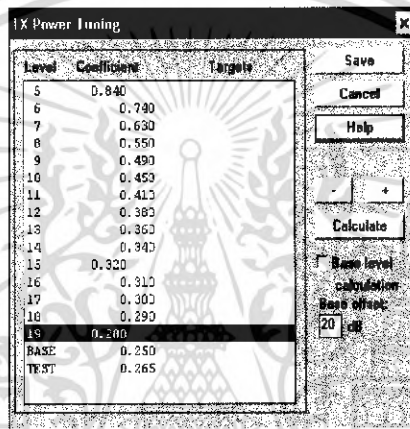 TX Power Tuning
Level Coefficient Targets
5 0.840
6 0.740
7 0.630
8 0.550
9 0.490
10 0.450
11 0.410
12 0.380
13 0.360
14 0.340
15 0.320
16 0.310
17 0.300
18 0.290
19 0.280
BASE 0.250
TEST 0.265
Save
Cancel
Help
- +
Calculate
Base level
calculation
Base offset:
20 dB